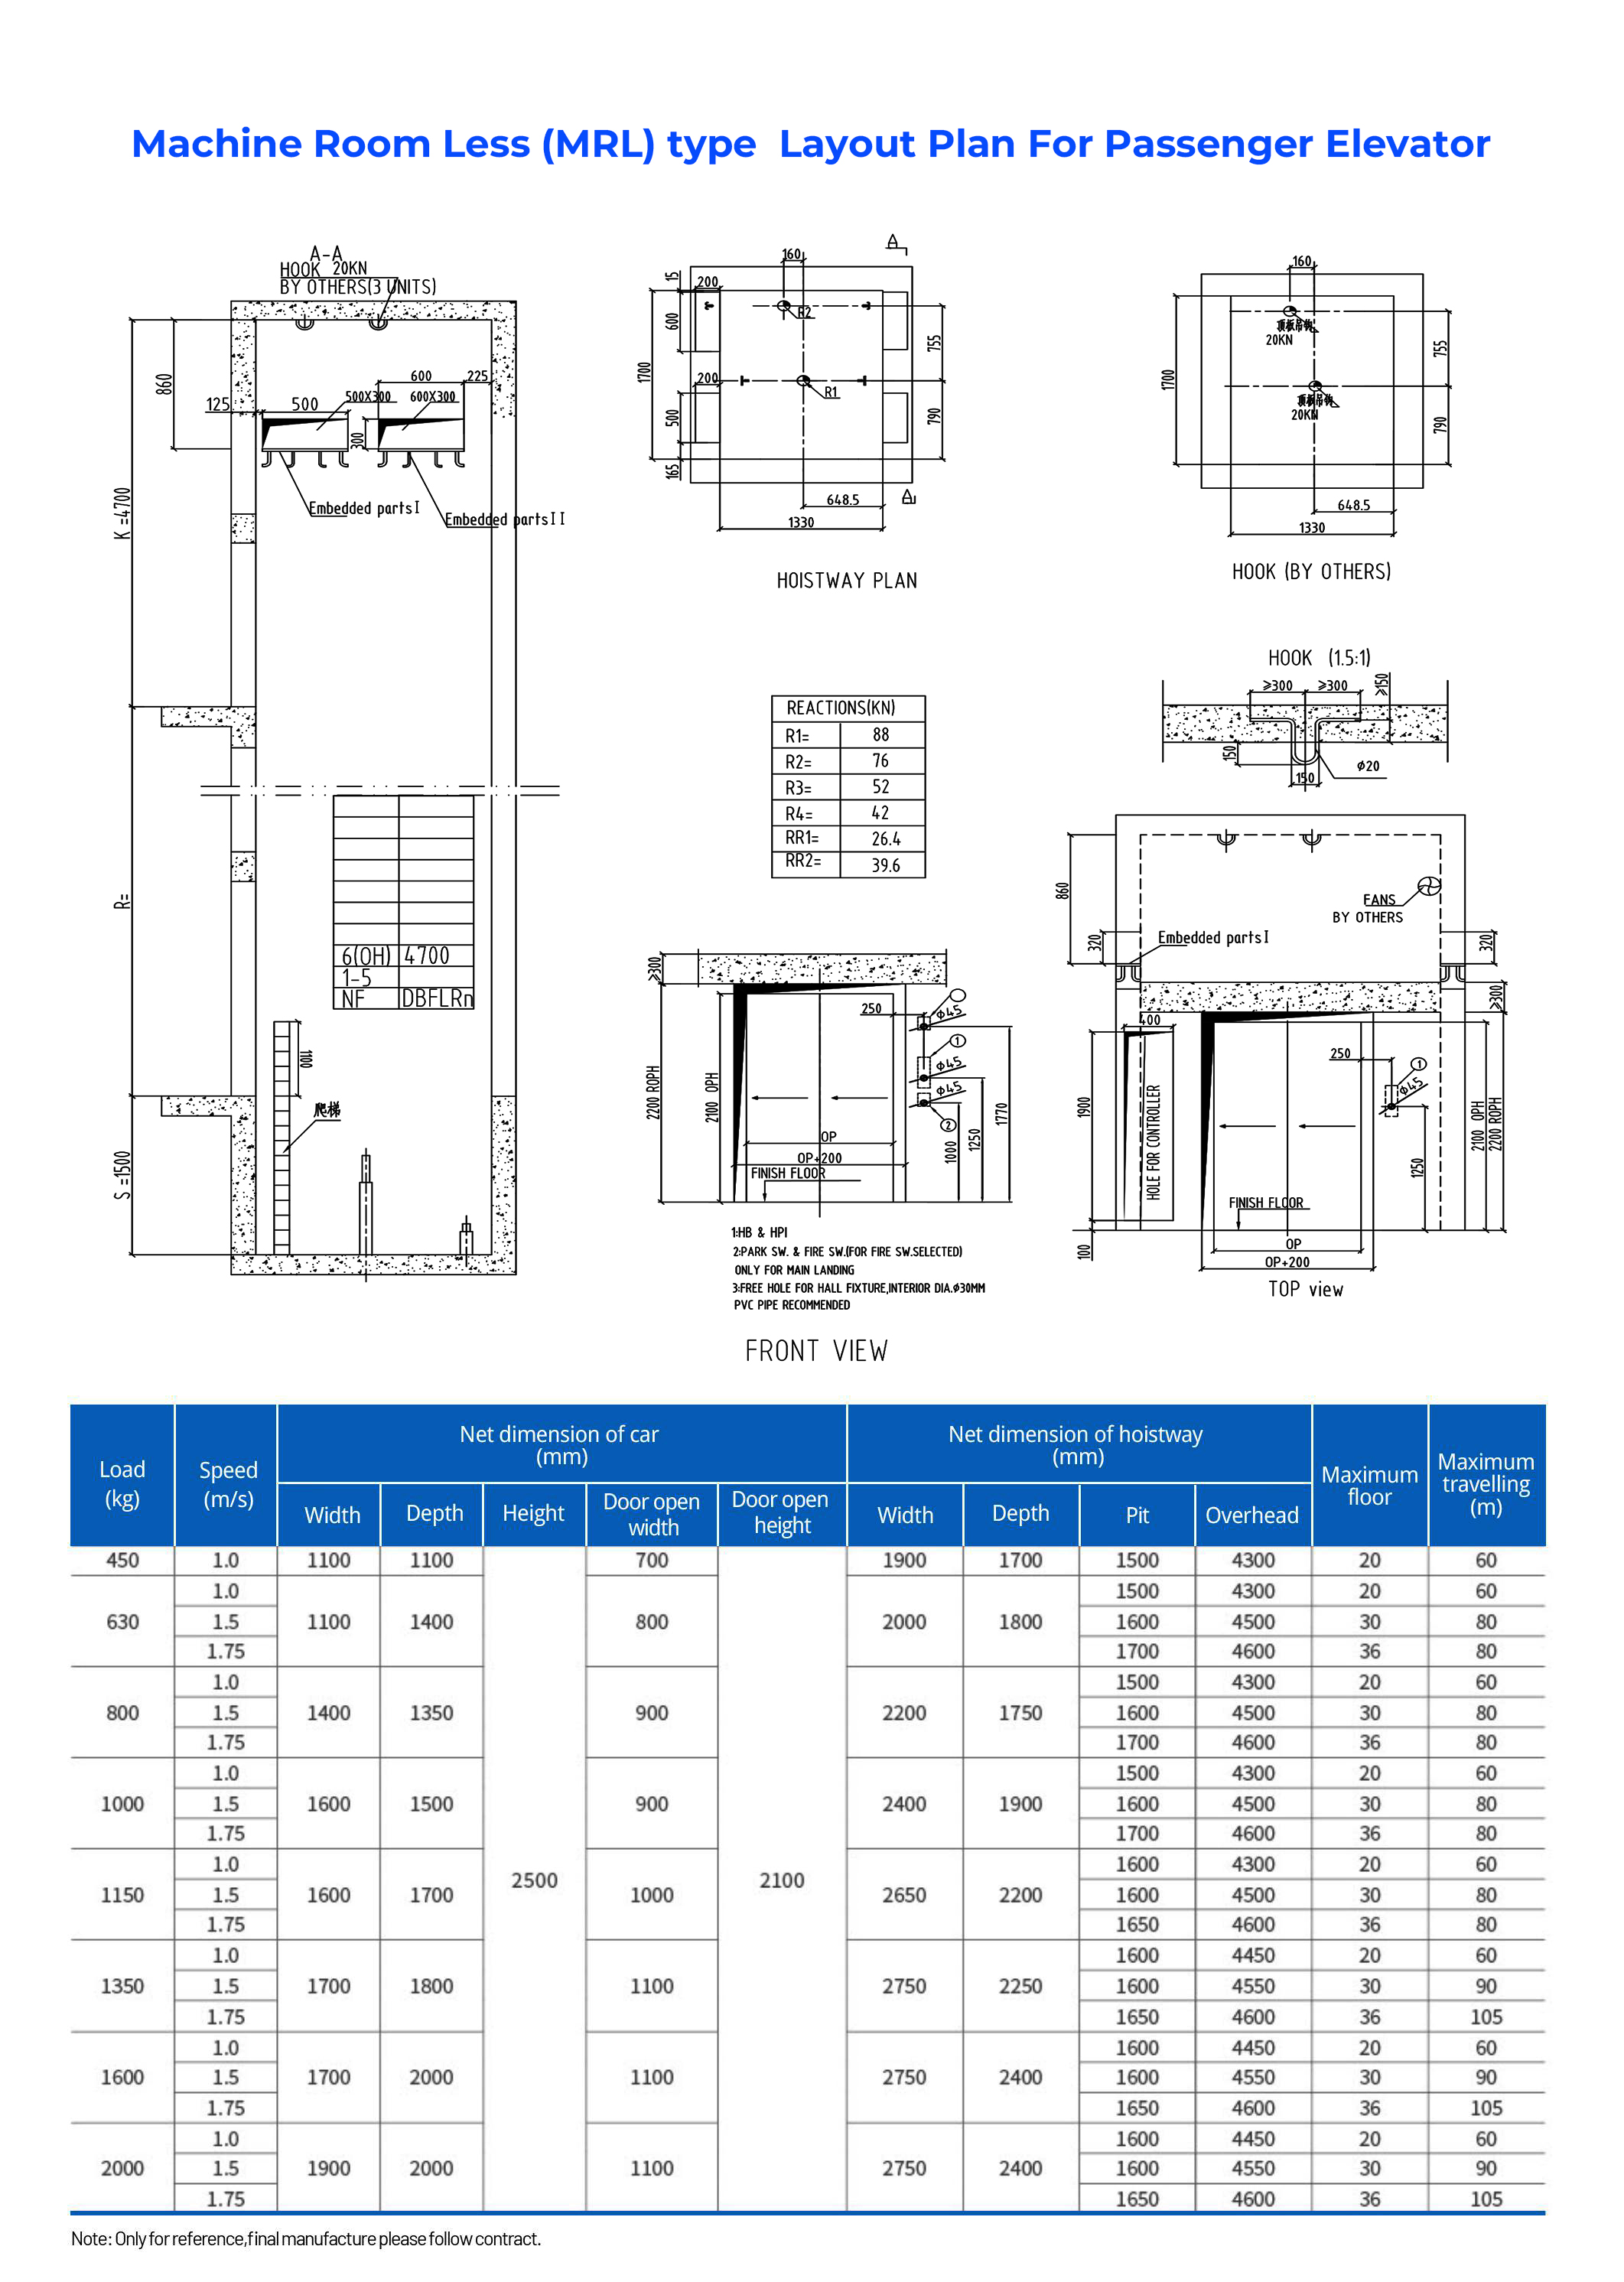 Machine Room Less (MRL) type Layout Plan For Passenger Elevator
A-A
HOOK 20KN
BY OTHERS(3 UNITS)
860
125
500
500X300
600
225
600X300
300
Embedded partsI
Embedded partsII
K =4700
R=
S =1500
6(OH) 4700
1-5
NF DBFLRn
1100
爬梯
160
A
15
200
600
R2
1700
755
200
R1
500
790
165
648.5
1330
A
HOISTWAY PLAN
160
顶板吊钩
20KN
1700
755
顶板吊钩
20KN
790
648.5
1330
HOOK (BY OTHERS)
HOOK (1.5:1)
≥300 ≥300
≥150
150
150
φ20
REACTIONS(KN)
R1= 88
R2= 76
R3= 52
R4= 42
RR1= 26.4
RR2= 39.6
≥300
250
φ45
1
φ45
φ45
2
2200 ROPH
2100 OPH
OP
OP+200
FINISH FLOOR
1000
1250
1770
1:HB & HPI
2:PARK SW. & FIRE SW.(FOR FIRE SW.SELECTED)
ONLY FOR MAIN LANDING
3:FREE HOLE FOR HALL FIXTURE,INTERIOR DIA.φ30MM
PVC PIPE RECOMMENDED
FRONT VIEW
860
320
Embedded partsI
FANS
BY OTHERS
320
≥300
400
250
1
φ45
1900
HOLE FOR CONTROLLER
1250
2100 OPH
2200 ROPH
FINISH FLOOR
100
OP
OP+200
TOP view
Load (kg) Speed (m/s) Net dimension of car (mm) Net dimension of hoistway (mm) Maximum floor Maximum travelling (m)
Width Depth Height Door open width Door open height Width Depth Pit Overhead
450 1.0 1100 1100 700 1900 1700 1500 4300 20 60
1.0 1500 4300 20 60
630 1.5 1100 1400 800 2000 1800 1600 4500 30 80
1.75 1700 4600 36 80
1.0 1500 4300 20 60
800 1.5 1400 1350 900 2200 1750 1600 4500 30 80
1.75 1700 4600 36 80
1.0 1500 4300 20 60
1000 1.5 1600 1500 900 2400 1900 1600 4500 30 80
1.75 1700 4600 36 80
1.0 1600 4300 20 60
2500 2100
1150 1.5 1600 1700 1000 2650 2200 1600 4500 30 80
1.75 1650 4600 36 80
1.0 1600 4450 20 60
1350 1.5 1700 1800 1100 2750 2250 1600 4550 30 90
1.75 1650 4600 36 105
1.0 1600 4450 20 60
1600 1.5 1700 2000 1100 2750 2400 1600 4550 30 90
1.75 1650 4600 36 105
1.0 1600 4450 20 60
2000 1.5 1900 2000 1100 2750 2400 1600 4550 30 90
1.75 1650 4600 36 105
Note: Only for reference,final manufacture please follow contract.